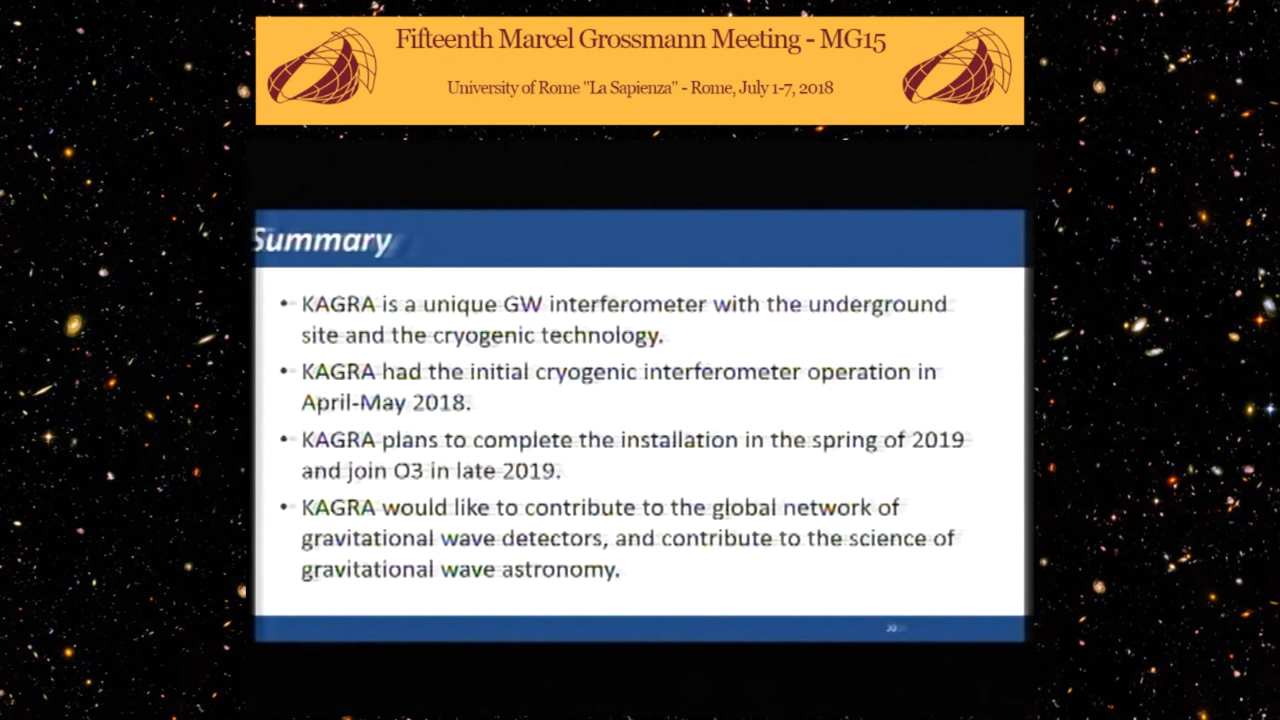 Fifteenth Marcel Grossmann Meeting - MG15
University of Rome "La Sapienza" - Rome, July 1-7, 2018
Summary
• KAGRA is a unique GW interferometer with the underground
site and the cryogenic technology.
• KAGRA had the initial cryogenic interferometer operation in
April-May 2018.
• KAGRA plans to complete the installation in the spring of 2019
and join O3 in late 2019.
• KAGRA would like to contribute to the global network of
gravitational wave detectors, and contribute to the science of
gravitational wave astronomy.